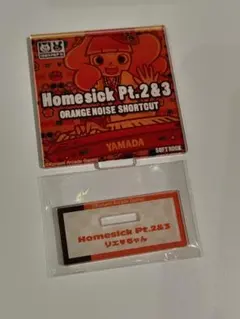 Homesick Pt.2&3
ORANGE NOISE SHORTCUT
YAMADA
SOFT ROCK
Homesick Pt.2&3
リエ♥ちゃん